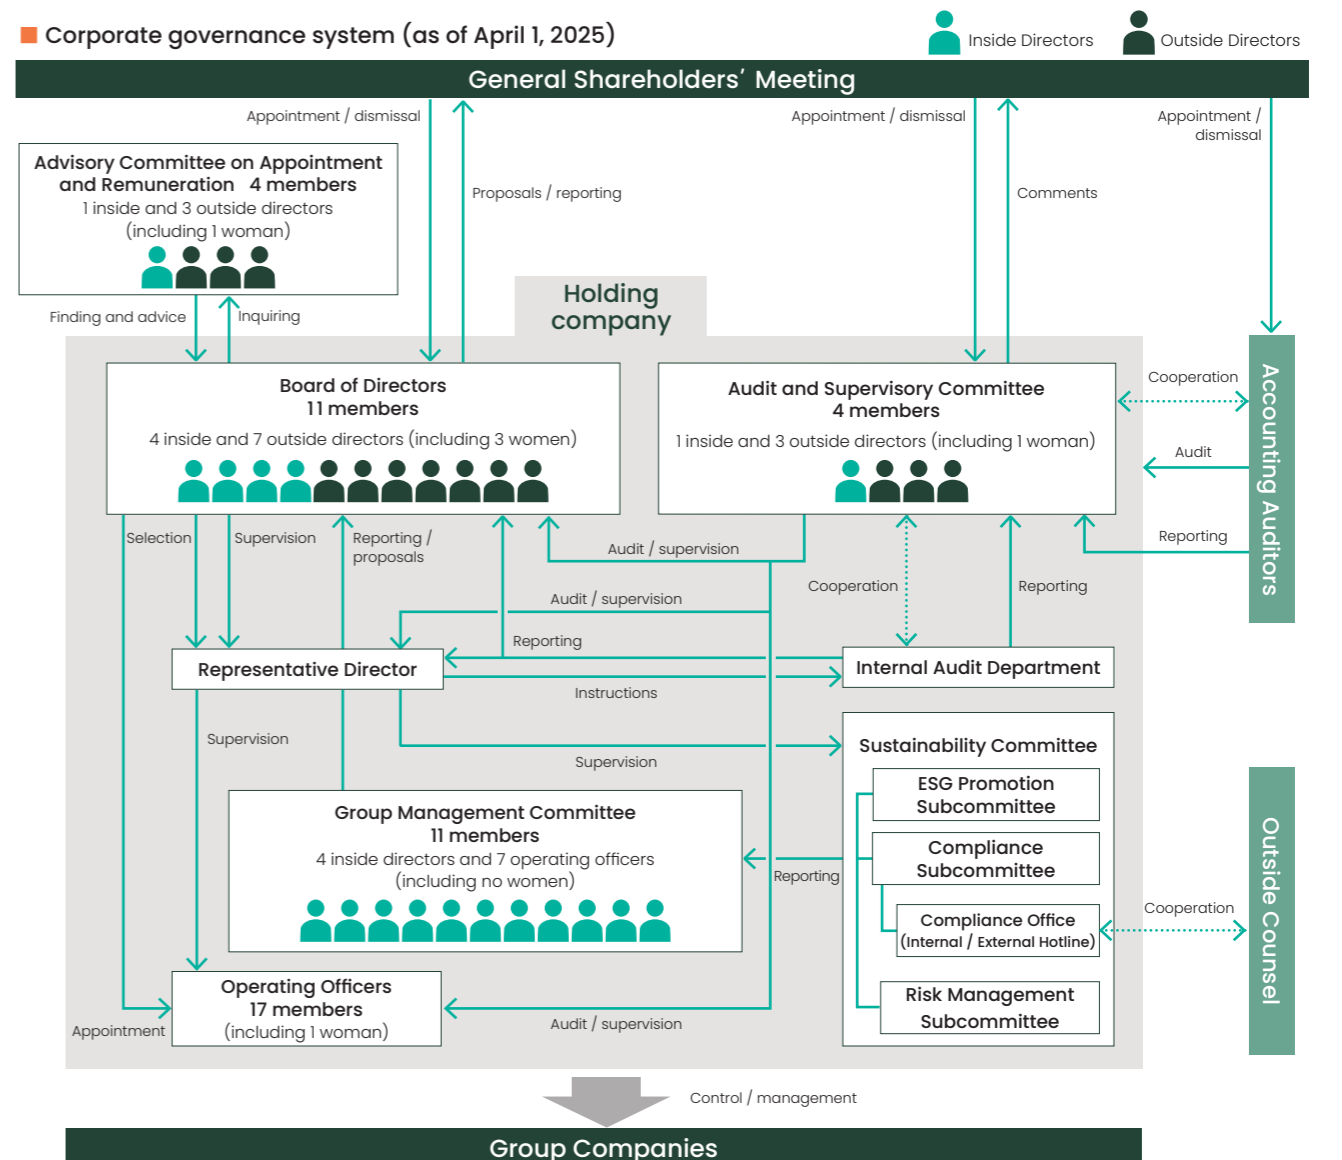 Corporate governance system (as of April 1, 2025)
Inside Directors
Outside Directors
General Shareholders’ Meeting
Appointment / dismissal
Proposals / reporting
Appointment / dismissal
Comments
Appointment /
dismissal
Advisory Committee on Appointment
and Remuneration 4 members
1 inside and 3 outside directors
(including 1 woman)
Finding and advice
Inquiring
Holding
company
Board of Directors
11 members
4 inside and 7 outside directors (including 3 women)
Audit and Supervisory Committee
4 members
1 inside and 3 outside directors (including 1 woman)
Cooperation
Audit
Reporting
Accounting Auditors
Selection
Supervision
Reporting /
proposals
Audit / supervision
Audit / supervision
Reporting
Cooperation
Reporting
Representative Director
Instructions
Internal Audit Department
Supervision
Supervision
Sustainability Committee
ESG Promotion
Subcommittee
Compliance
Subcommittee
Compliance Office
(Internal / External Hotline)
Risk Management
Subcommittee
Reporting
Cooperation
Outside Counsel
Group Management Committee
11 members
4 inside directors and 7 operating officers
(including no women)
Operating Officers
17 members
(including 1 woman)
Appointment
Audit / supervision
Control / management
Group Companies